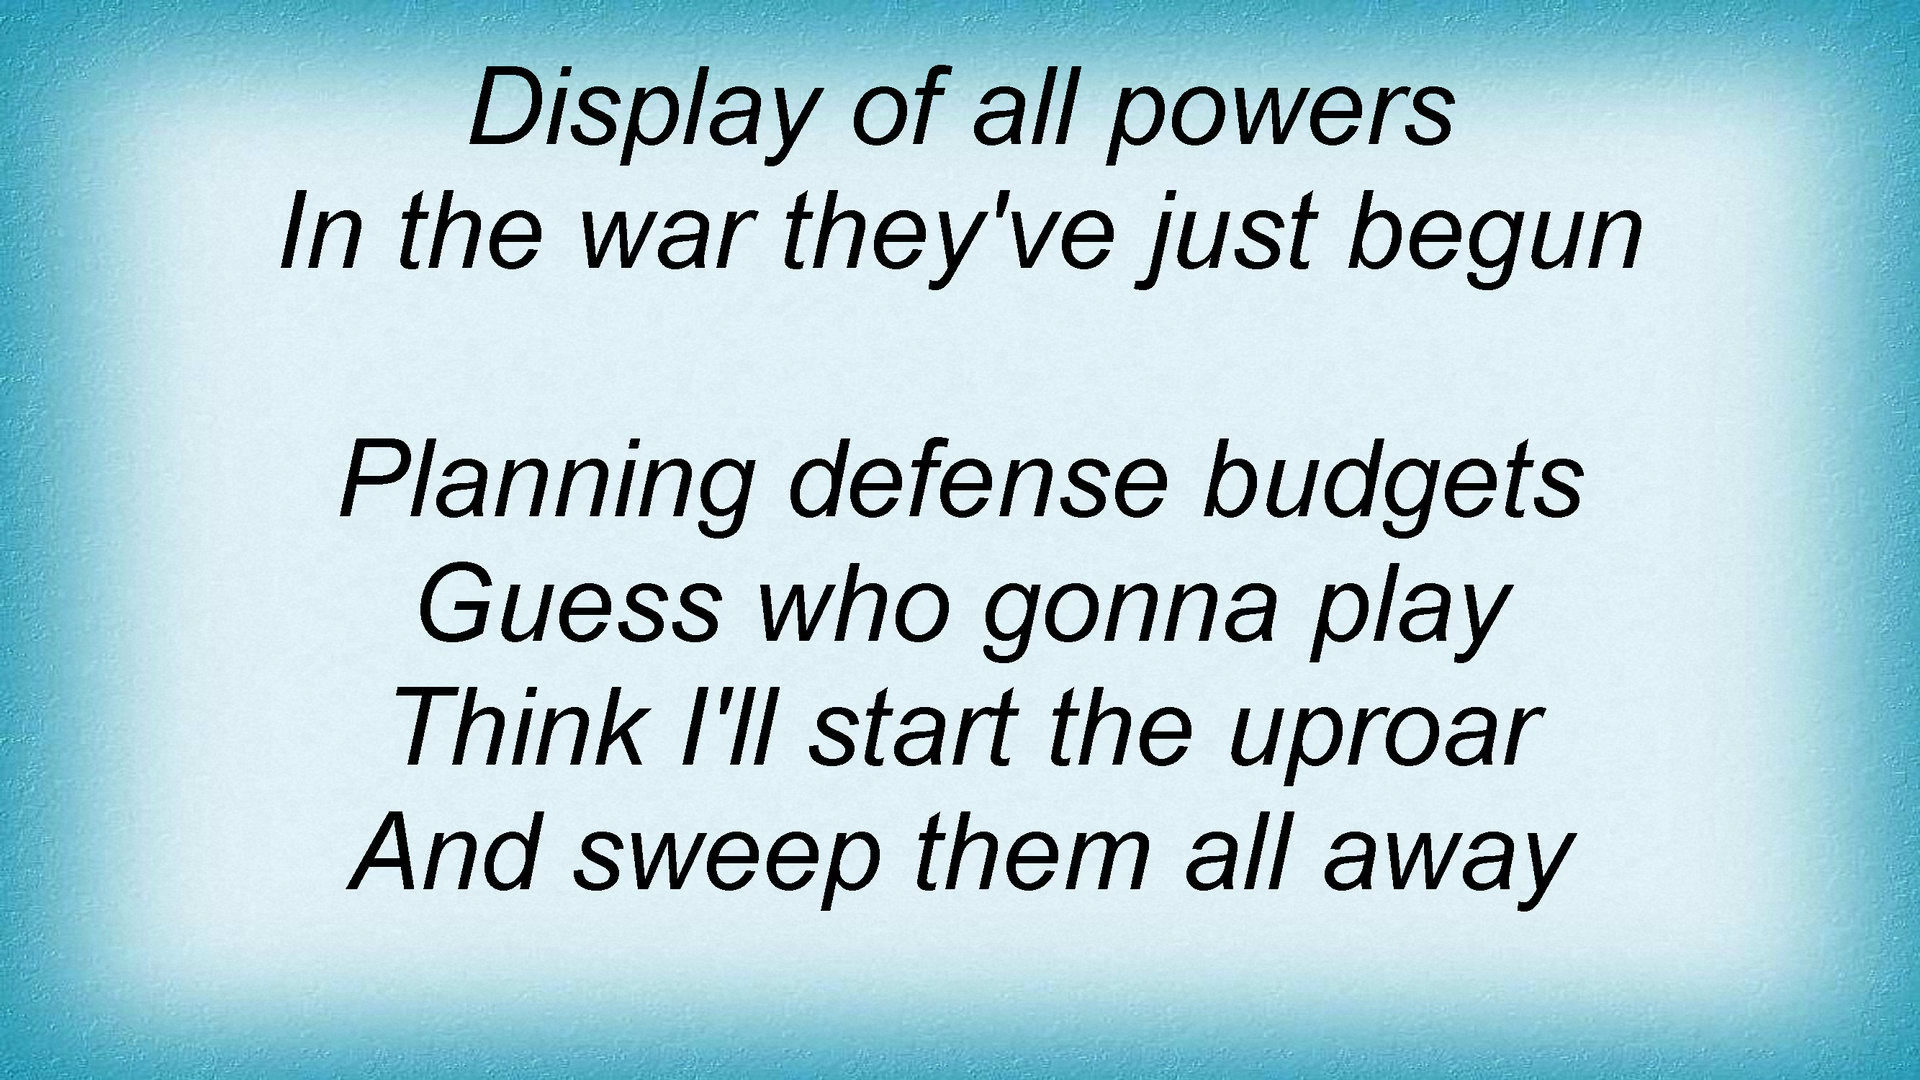 Display of all powers
In the war they've just begun
Planning defense budgets
Guess who gonna play
Think I'll start the uproar
And sweep them all away